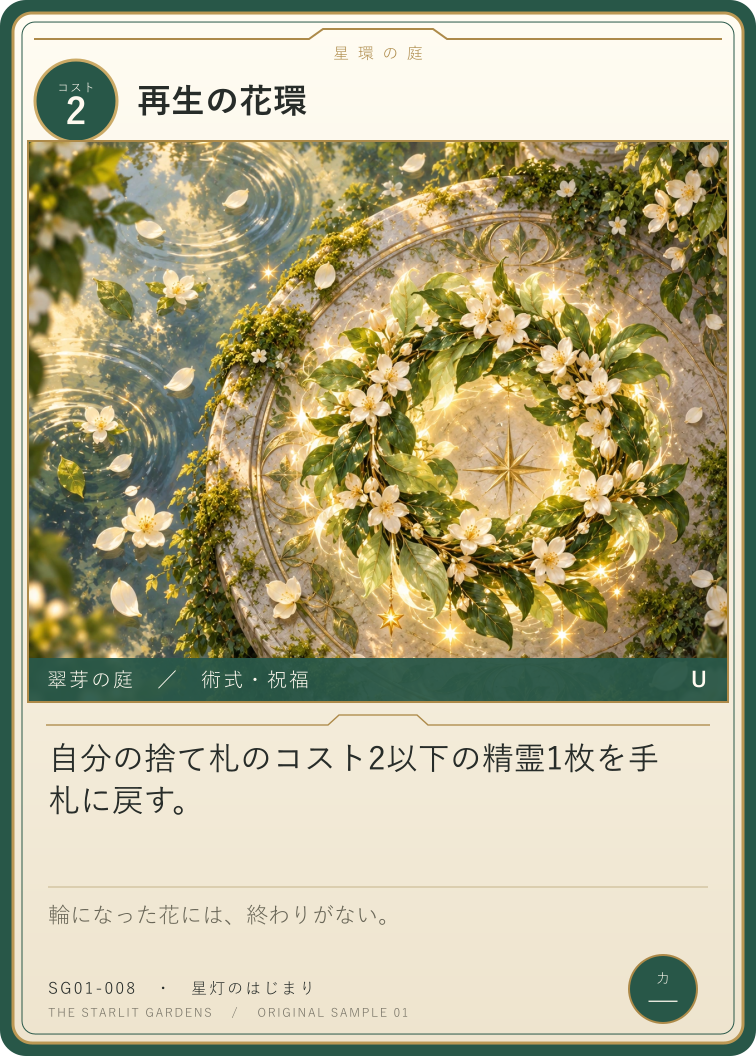 星環の庭
コスト
2
再生の花環
翠芽の庭　／　術式・祝福
U
自分の捨て札のコスト2以下の精霊1枚を手
札に戻す。
輪になった花には、終わりがない。
SG01-008　・　星灯のはじまり
THE STARLIT GARDENS　/　ORIGINAL SAMPLE 01
力
—